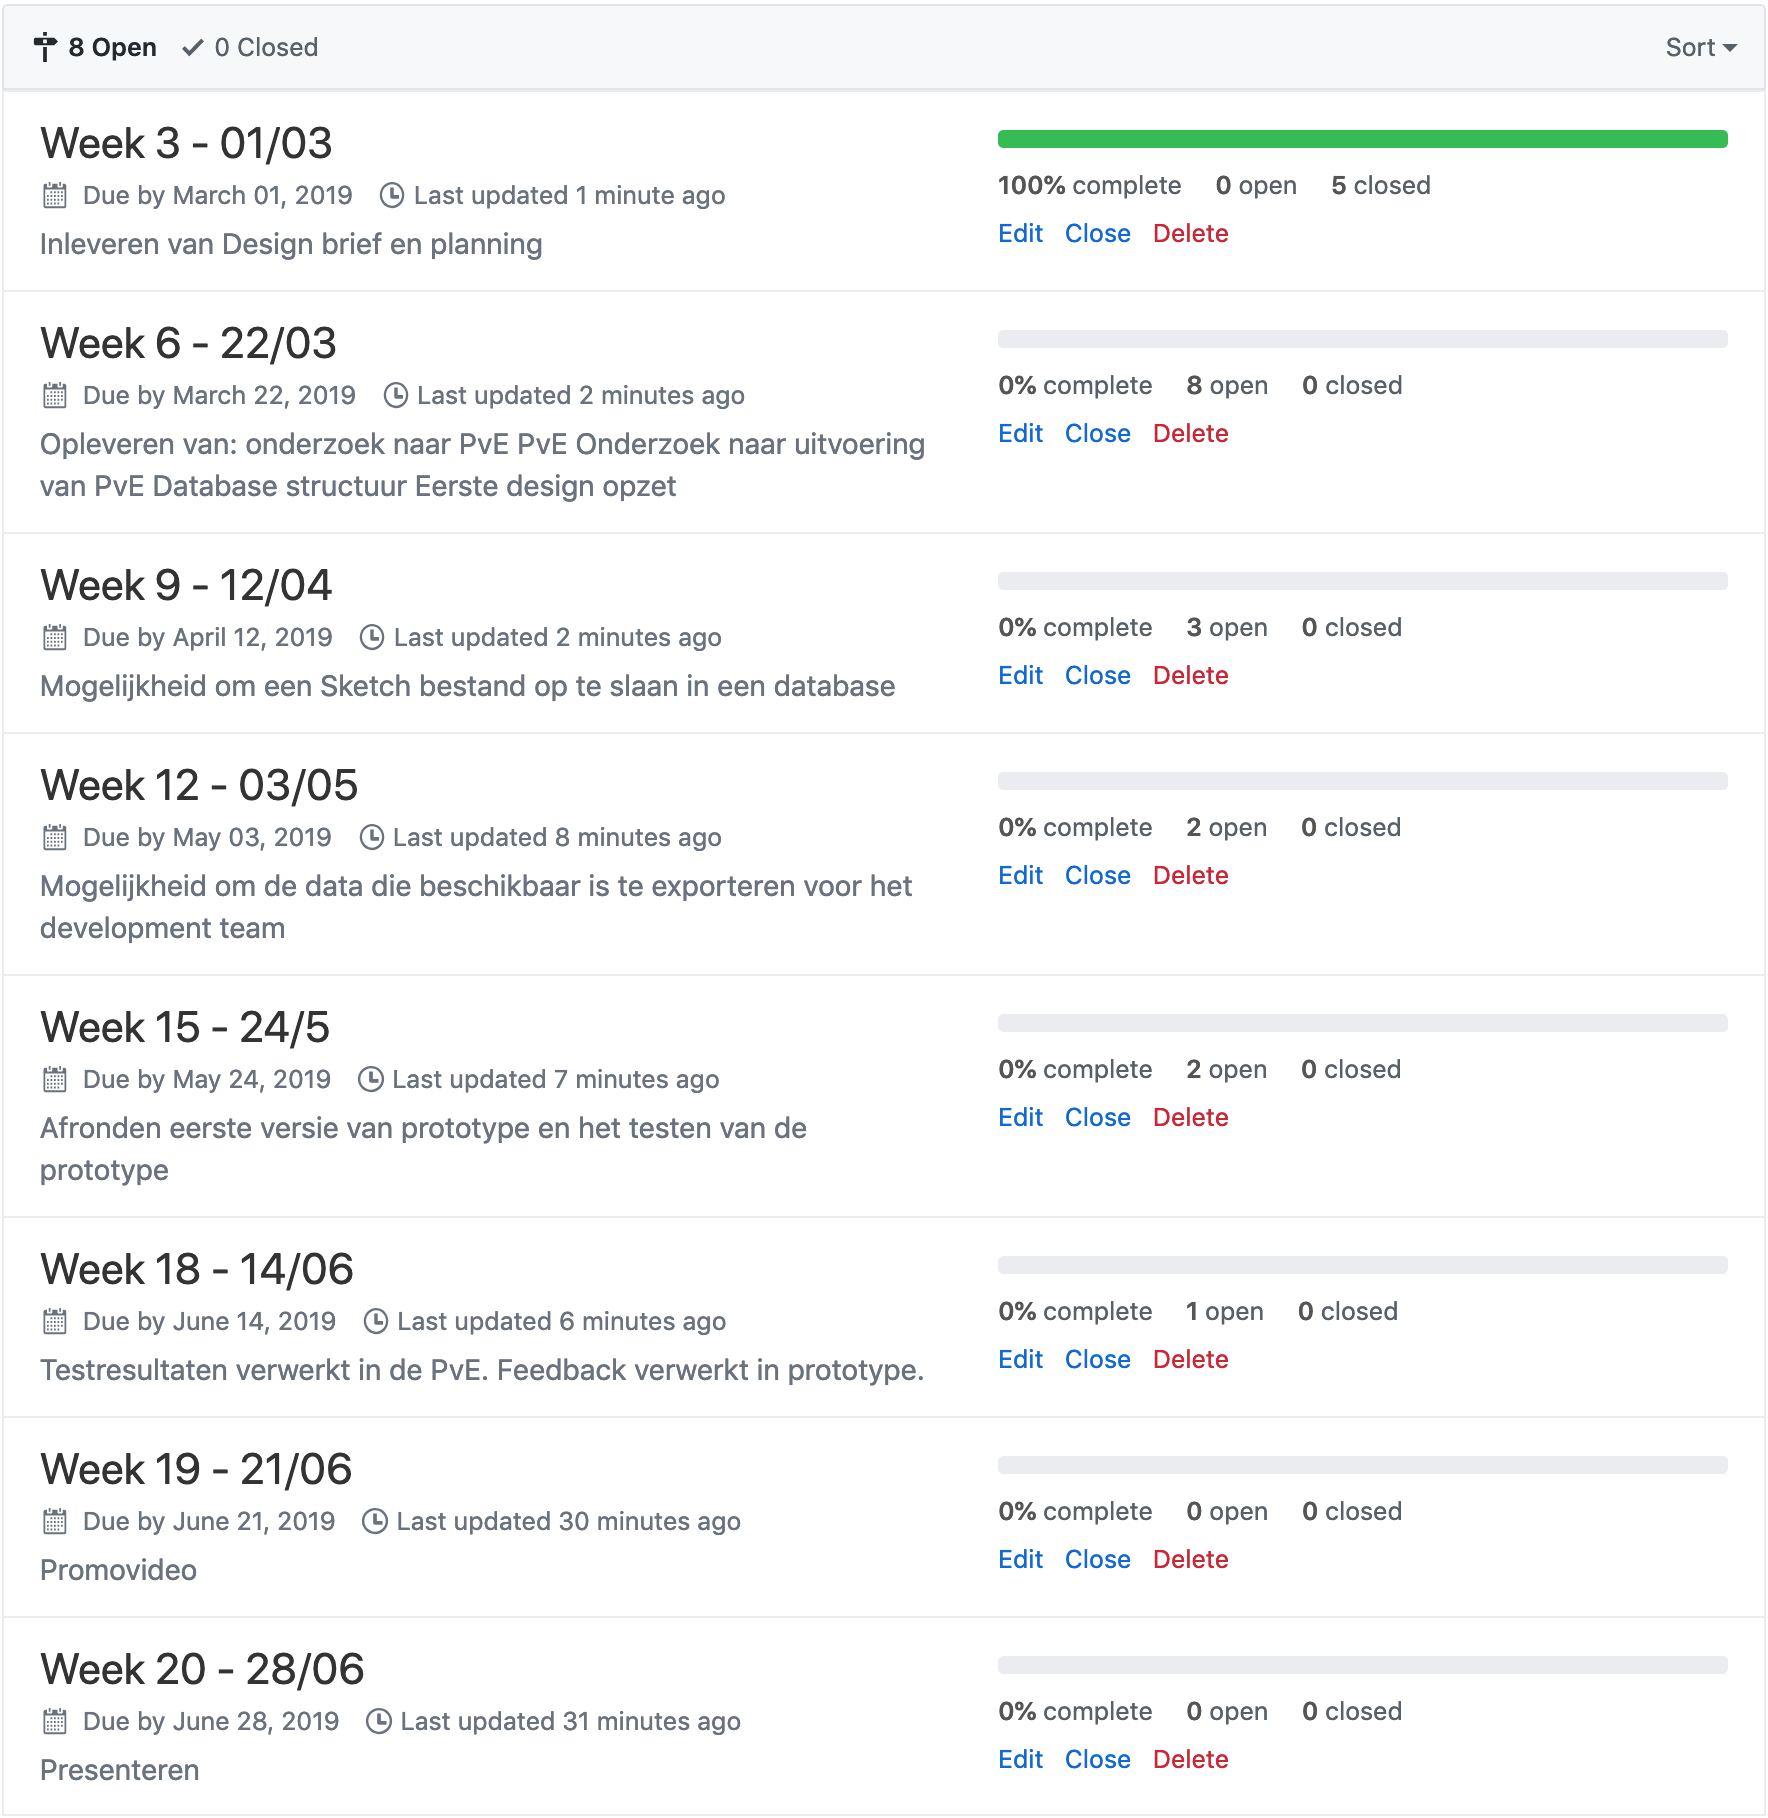 8 Open 0 Closed Sort
Week 3 - 01/03
Due by March 01, 2019 Last updated 1 minute ago
Inleveren van Design brief en planning
100% complete 0 open 5 closed
Edit Close Delete
Week 6 - 22/03
Due by March 22, 2019 Last updated 2 minutes ago
Opleveren van: onderzoek naar PvE PvE Onderzoek naar uitvoering
van PvE Database structuur Eerste design opzet
0% complete 8 open 0 closed
Edit Close Delete
Week 9 - 12/04
Due by April 12, 2019 Last updated 2 minutes ago
Mogelijkheid om een Sketch bestand op te slaan in een database
0% complete 3 open 0 closed
Edit Close Delete
Week 12 - 03/05
Due by May 03, 2019 Last updated 8 minutes ago
Mogelijkheid om de data die beschikbaar is te exporteren voor het
development team
0% complete 2 open 0 closed
Edit Close Delete
Week 15 - 24/5
Due by May 24, 2019 Last updated 7 minutes ago
Afronden eerste versie van prototype en het testen van de
prototype
0% complete 2 open 0 closed
Edit Close Delete
Week 18 - 14/06
Due by June 14, 2019 Last updated 6 minutes ago
Testresultaten verwerkt in de PvE. Feedback verwerkt in prototype.
0% complete 1 open 0 closed
Edit Close Delete
Week 19 - 21/06
Due by June 21, 2019 Last updated 30 minutes ago
Promovideo
0% complete 0 open 0 closed
Edit Close Delete
Week 20 - 28/06
Due by June 28, 2019 Last updated 31 minutes ago
Presenteren
0% complete 0 open 0 closed
Edit Close Delete